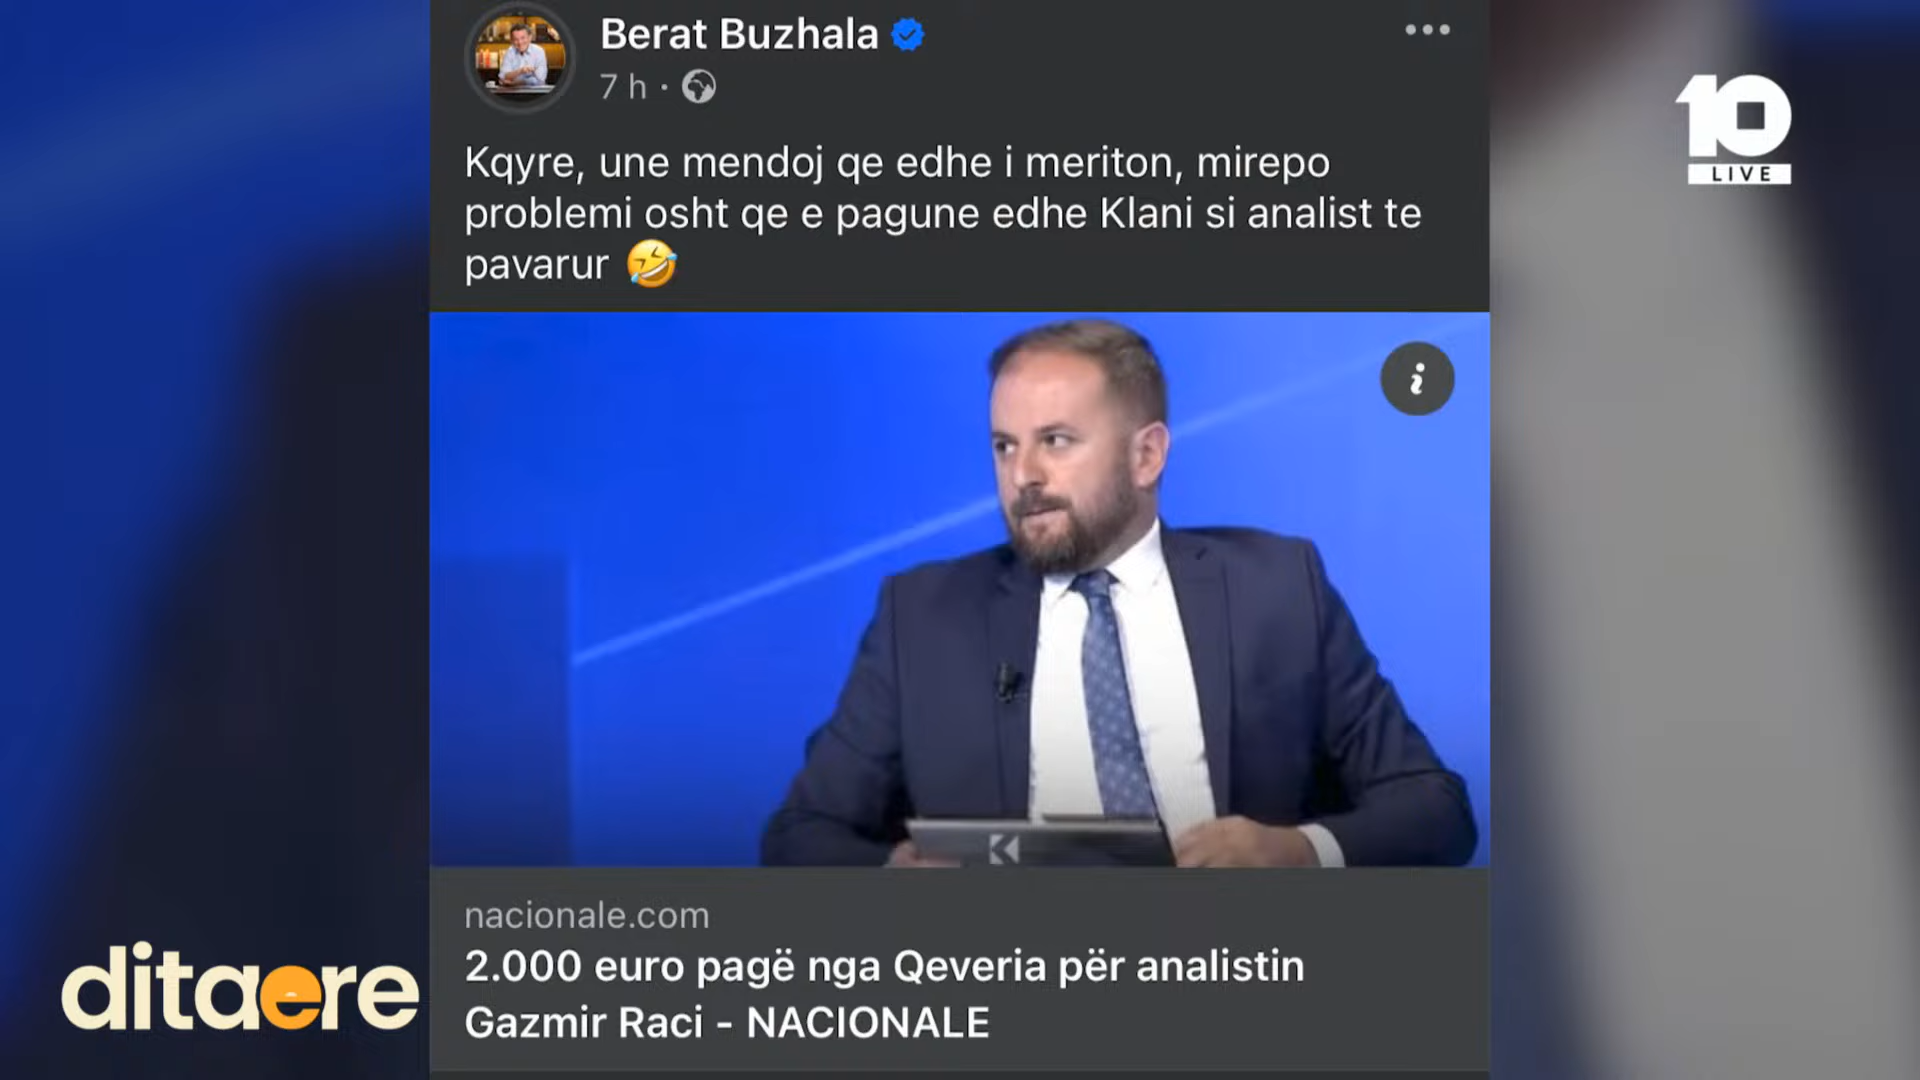 Berat Buzhala
7 h ·
10
LIVE
Kqyre, une mendoj qe edhe i meriton, mirepo
problemi osht qe e pagune edhe Klani si analist te
pavarur 🤣
i
K
nacionale.com
2.000 euro pagë nga Qeveria për analistin
Gazmir Raci - NACIONALE
ditaere